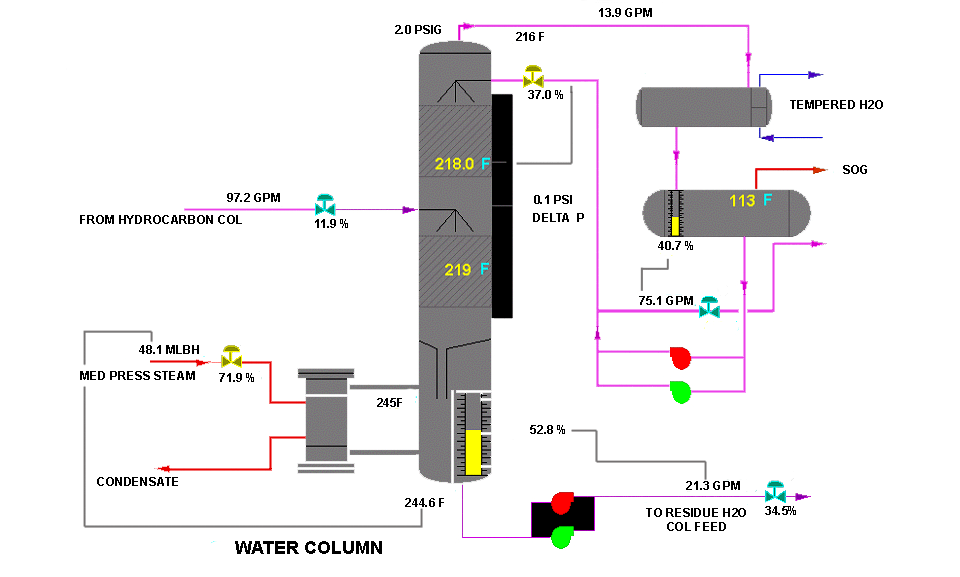 13.9 GPM
2.0 PSIG
216 F
37.0 %
TEMPERED H2O
218.0 F
SOG
97.2 GPM
113 F
0.1 PSI
DELTA P
FROM HYDROCARBON COL
11.9 %
40.7 %
219 F
75.1 GPM
48.1 MLBH
MED PRESS STEAM
71.9 %
245F
52.8 %
CONDENSATE
21.3 GPM
244.6 F
TO RESIDUE H2O
COL FEED
34.5%
WATER COLUMN